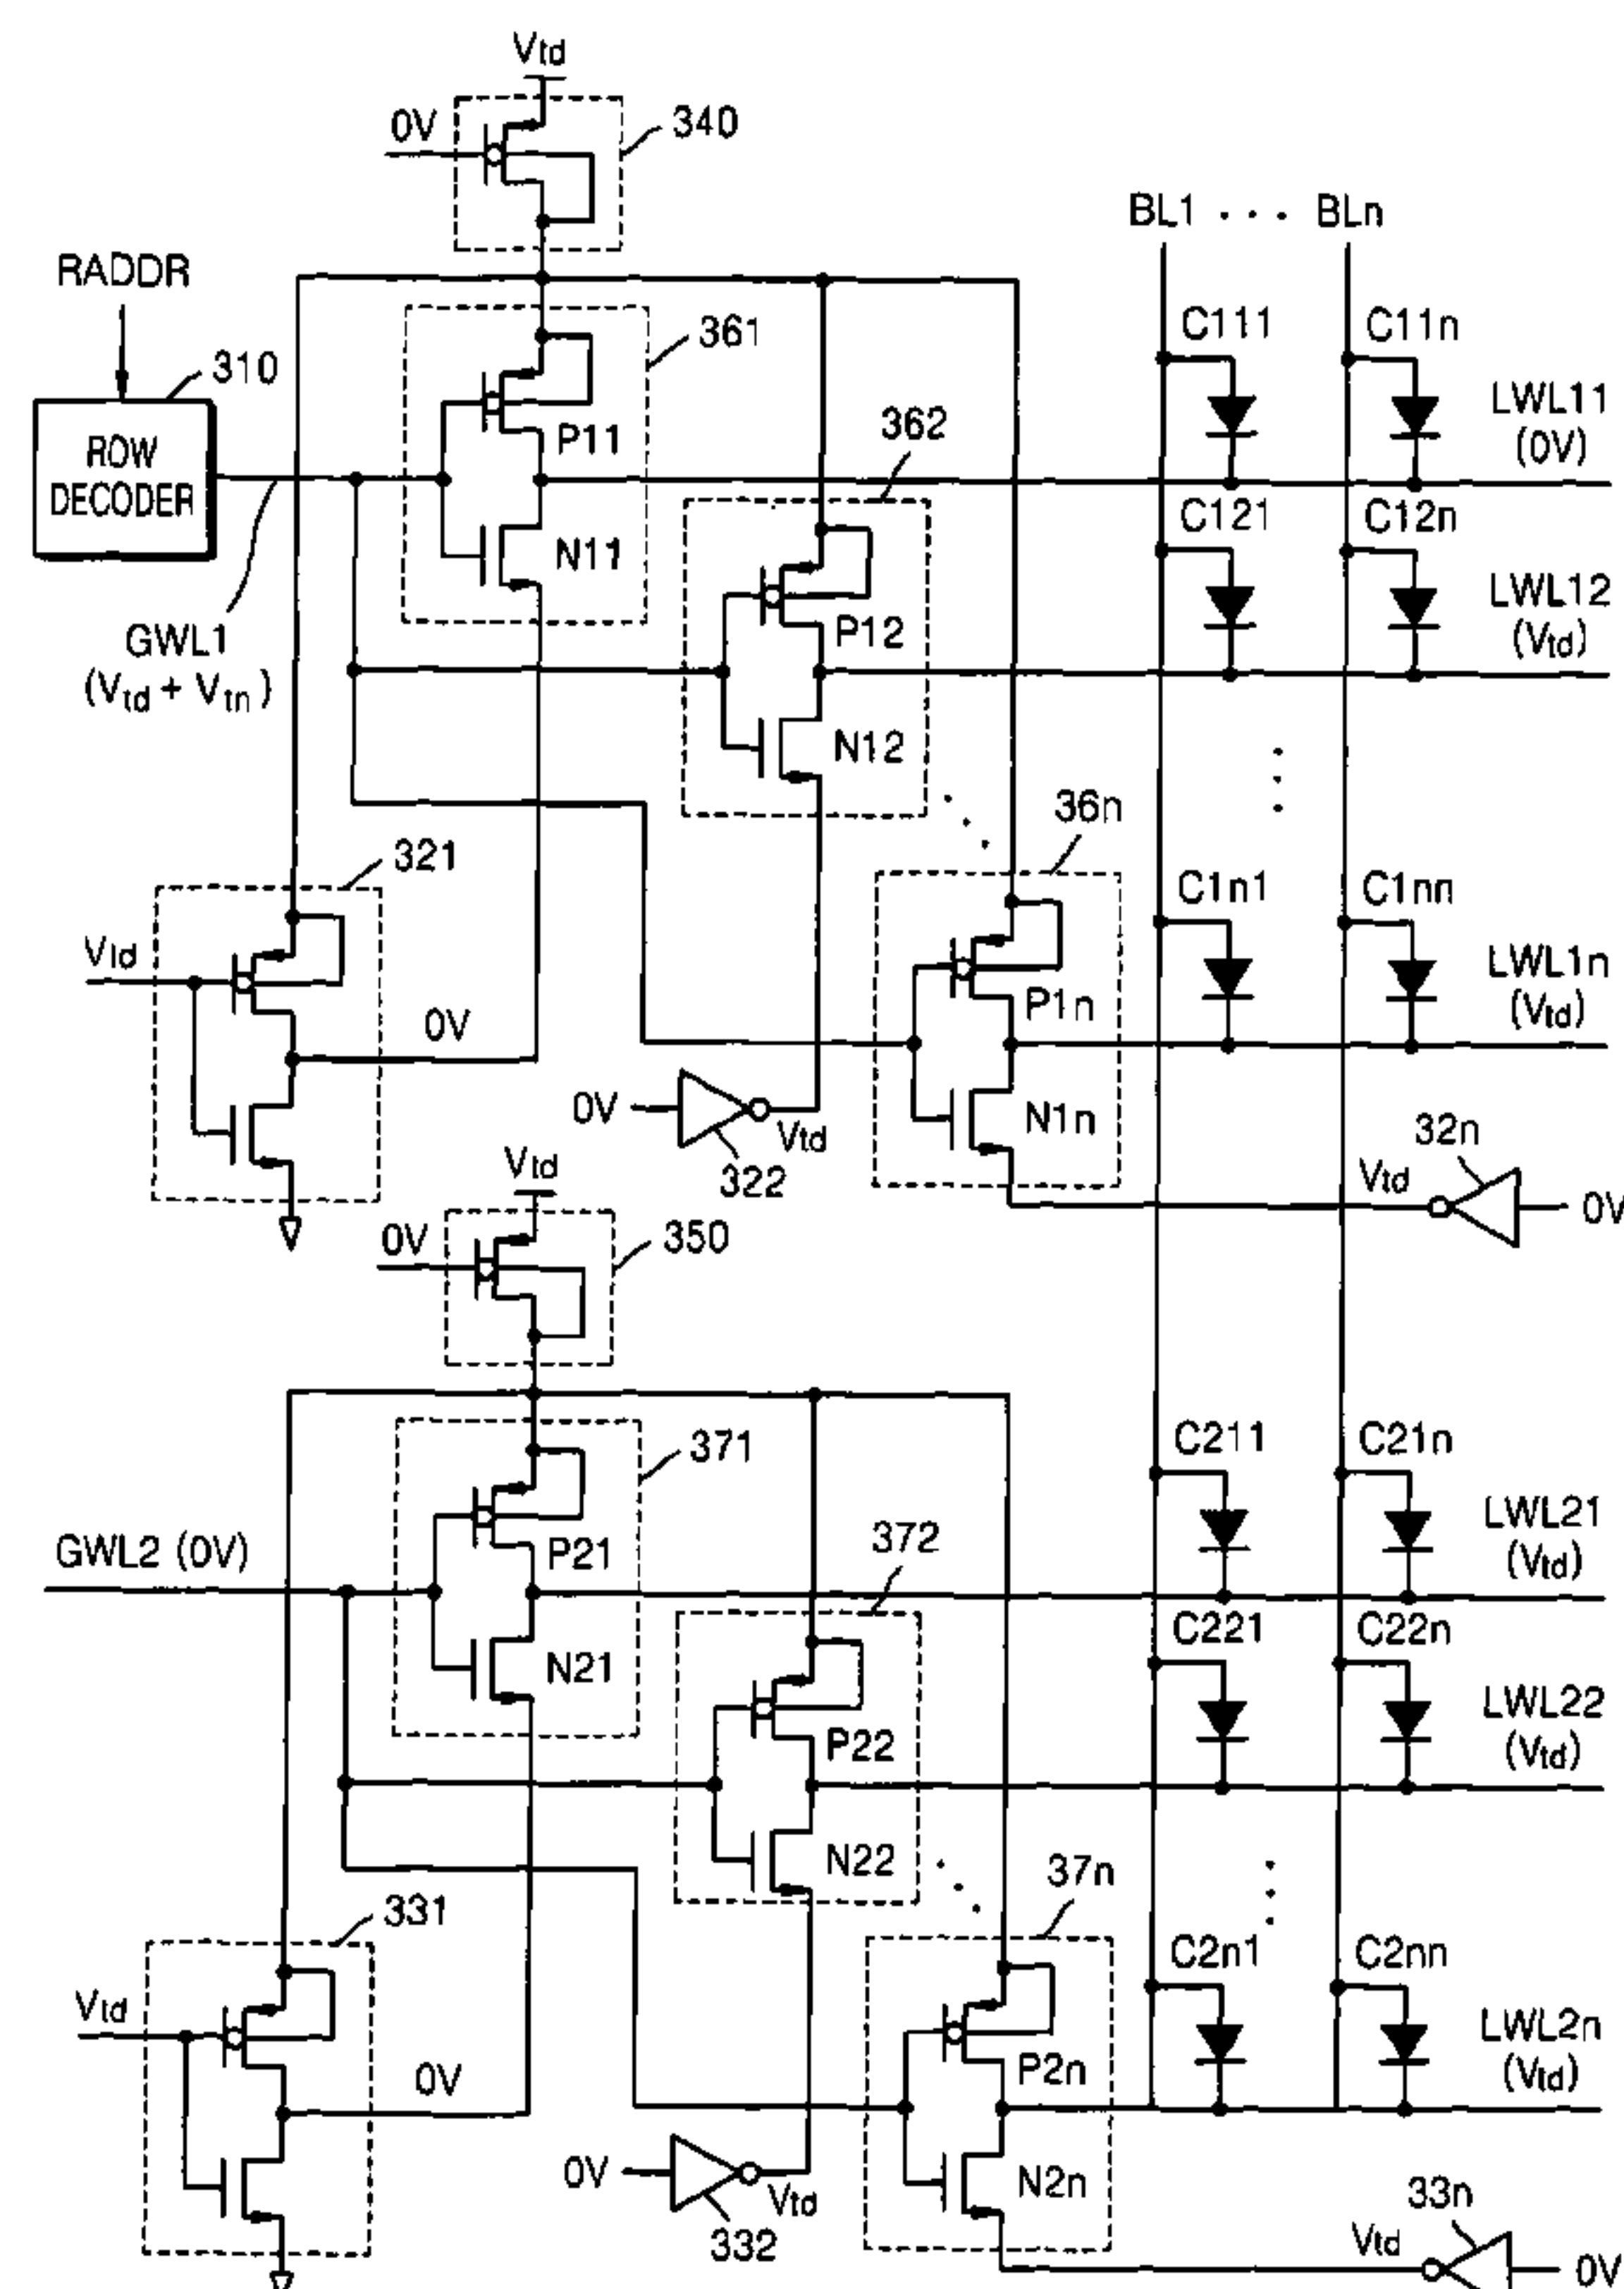 Vtd
0V
340
BL1 · · · BLn
RADDR
310
ROW
DECODER
361
P11
N11
C111
C11n
LWL11
(0V)
362
C121
C12n
LWL12
(Vtd)
GWL1
(Vtd + Vtn)
P12
N12
36n
321
C1n1
C1nn
LWL1n
(Vtd)
Vtd
P1n
0V
N1n
0V
Vtd
322
32n
Vtd
0V
Vtd
0V
350
371
C211
C21n
LWL21
(Vtd)
GWL2 (0V)
P21
372
N21
C221
C22n
LWL22
(Vtd)
P22
N22
37n
331
C2n1
C2nn
LWL2n
(Vtd)
Vtd
P2n
0V
N2n
0V
Vtd
332
33n
Vtd
0V